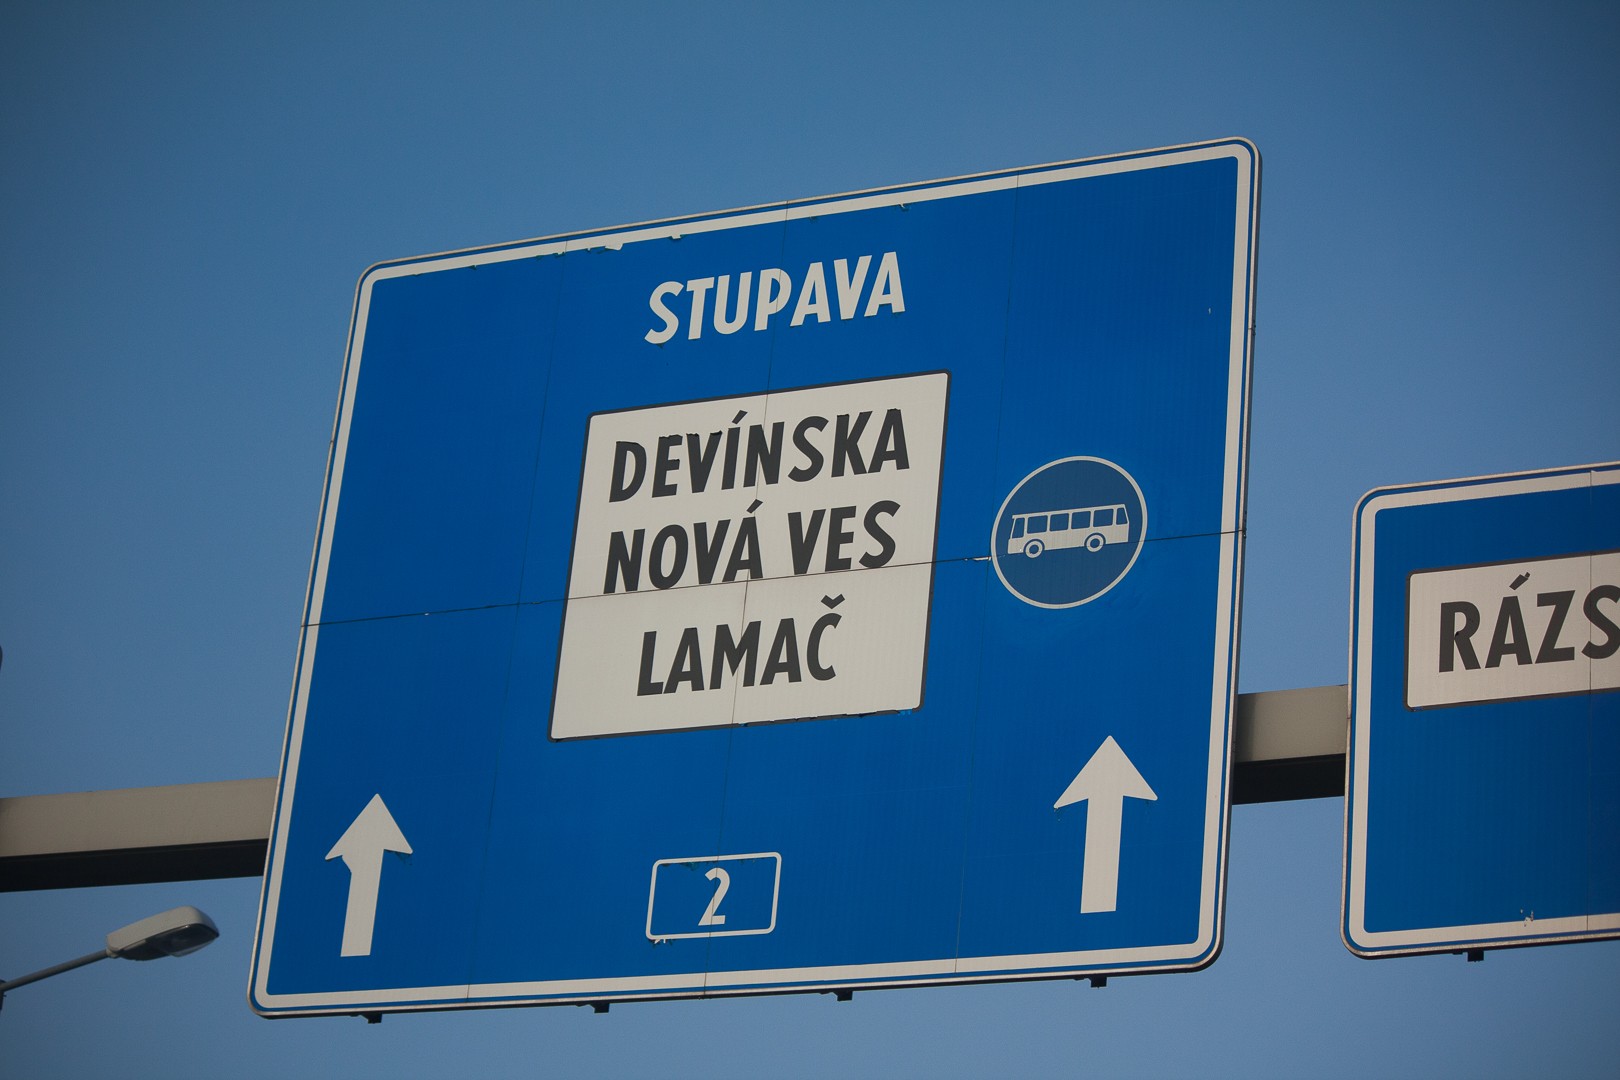 STUPAVA
DEVÍNSKA
NOVÁ VES
LAMAČ
2